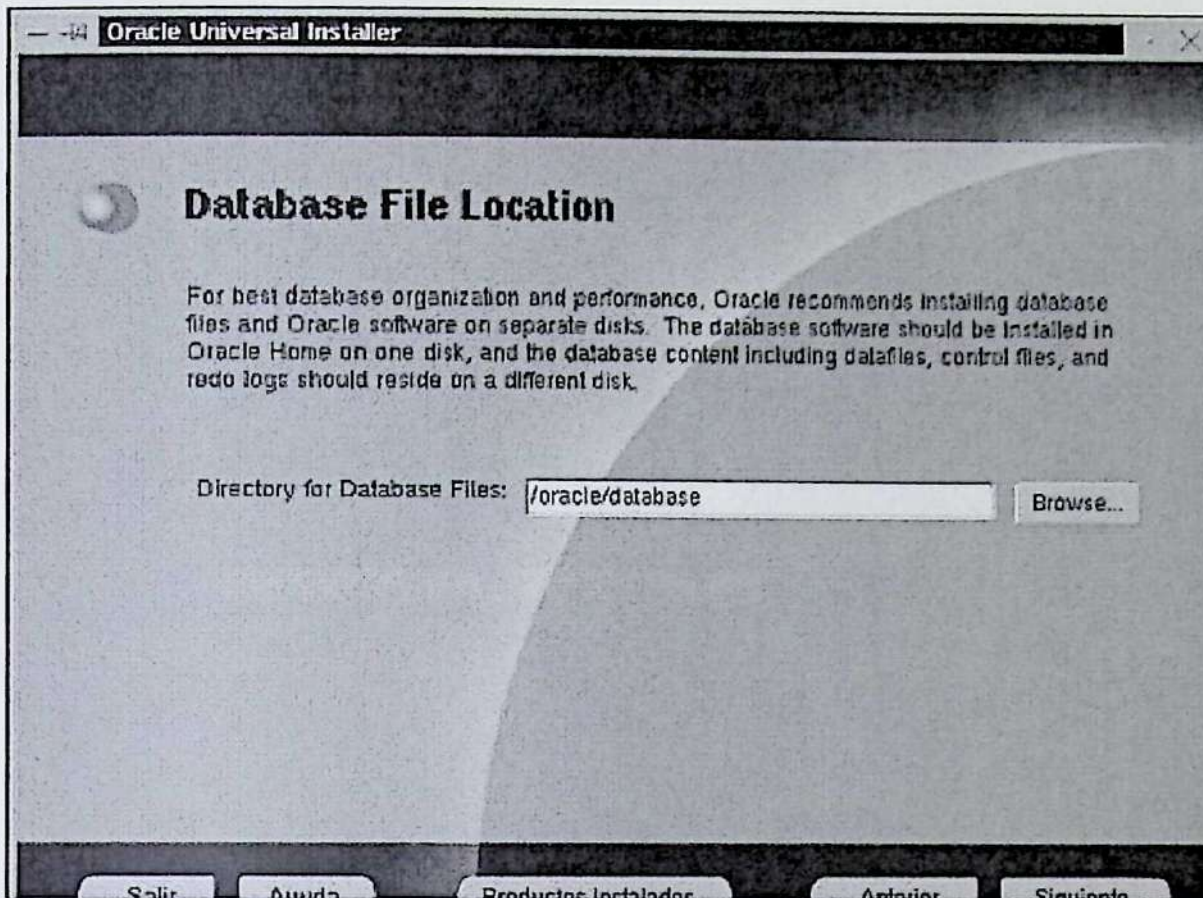 Oracle Universal Installer
Database File Location
For best database organization and performance, Oracle recommends installing database
files and Oracle software on separate disks. The database software should be installed in
Oracle Home on one disk, and the database content including datafiles, control files, and
redo logs should reside on a different disk.
Directory for Database Files: /oracle/database Browse...
Salir Ayuda Productos Instalados Anterior Siguiente